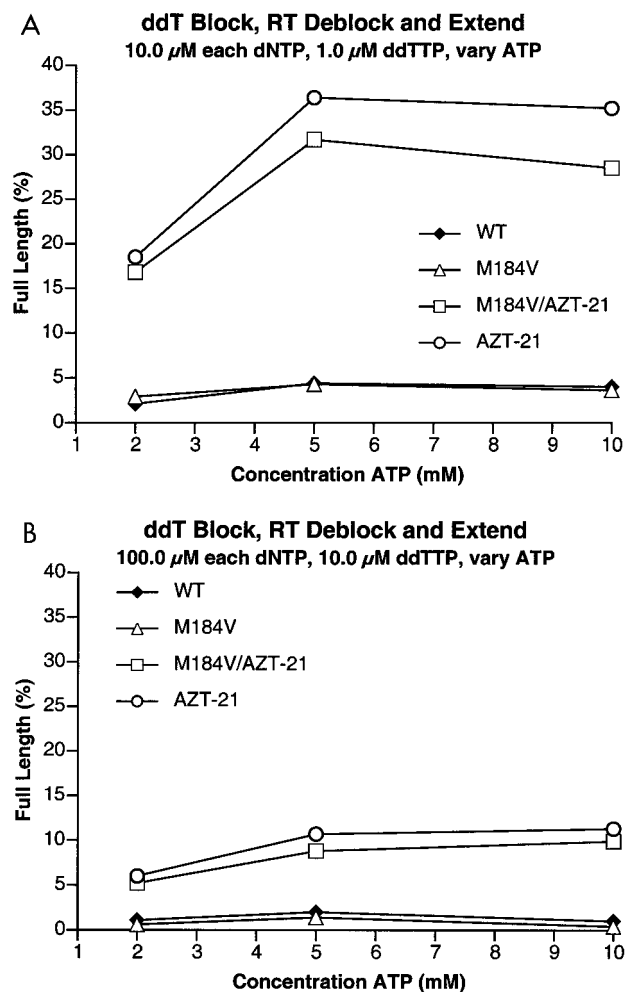 A
ddT Block, RT Deblock and Extend
10.0 µM each dNTP, 1.0 µM ddTTP, vary ATP
40
35
30
25
20
15
10
5
0
Full Length (%)
WT
M184V
M184V/AZT-21
AZT-21
1 2 3 4 5 6 7 8 9 10
Concentration ATP (mM)
B
ddT Block, RT Deblock and Extend
100.0 µM each dNTP, 10.0 µM ddTTP, vary ATP
40
35
30
25
20
15
10
5
0
Full Length (%)
WT
M184V
M184V/AZT-21
AZT-21
1 2 3 4 5 6 7 8 9 10
Concentration ATP (mM)